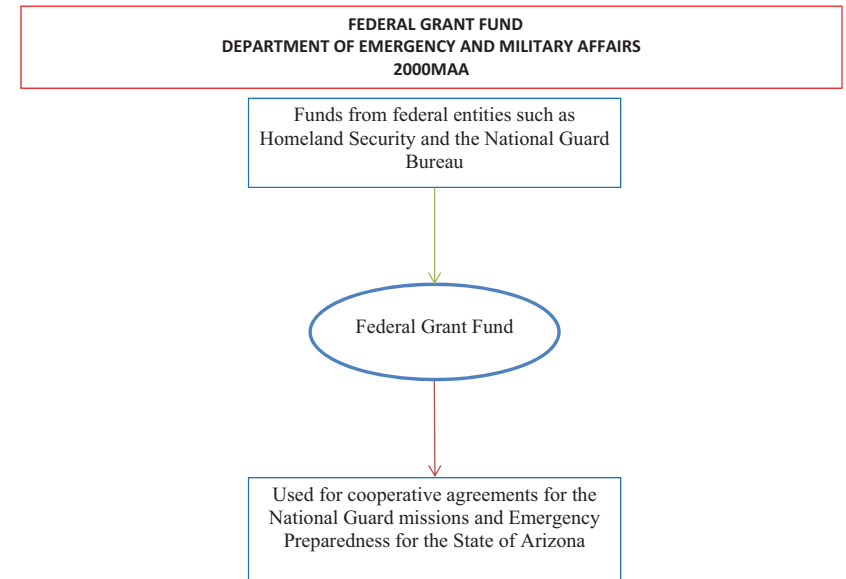 FEDERAL GRANT FUND
DEPARTMENT OF EMERGENCY AND MILITARY AFFAIRS
2000MAA
Funds from federal entities such as
Homeland Security and the National Guard
Bureau
Federal Grant Fund
Used for cooperative agreements for the
National Guard missions and Emergency
Preparedness for the State of Arizona